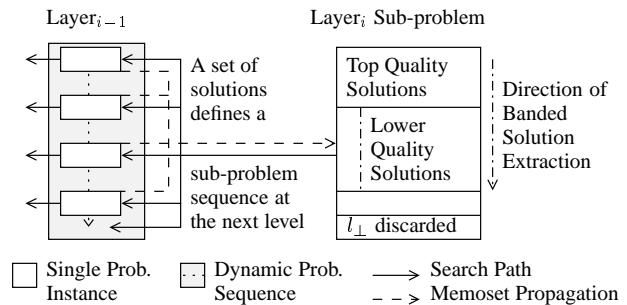 Layer_{i−1}
Layer_i Sub-problem
A set of
solutions
defines a
sub-problem
sequence at
the next level
Top Quality
Solutions
Lower
Quality
Solutions
l_⊥ discarded
Direction of
Banded
Solution
Extraction
Single Prob.
Instance
Dynamic Prob.
Sequence
Search Path
Memoset Propagation